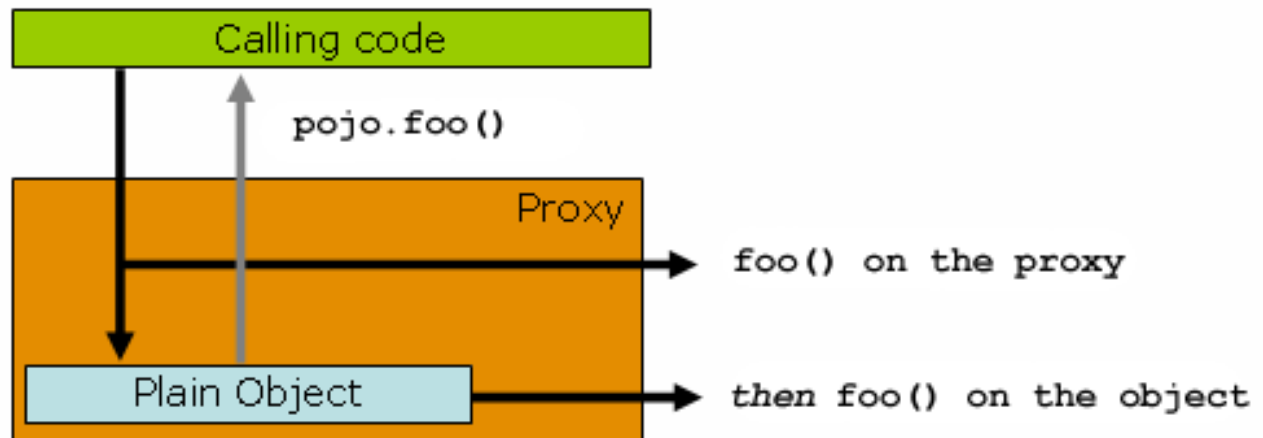 Calling code
pojo.foo()
Proxy
foo() on the proxy
Plain Object
then foo() on the object